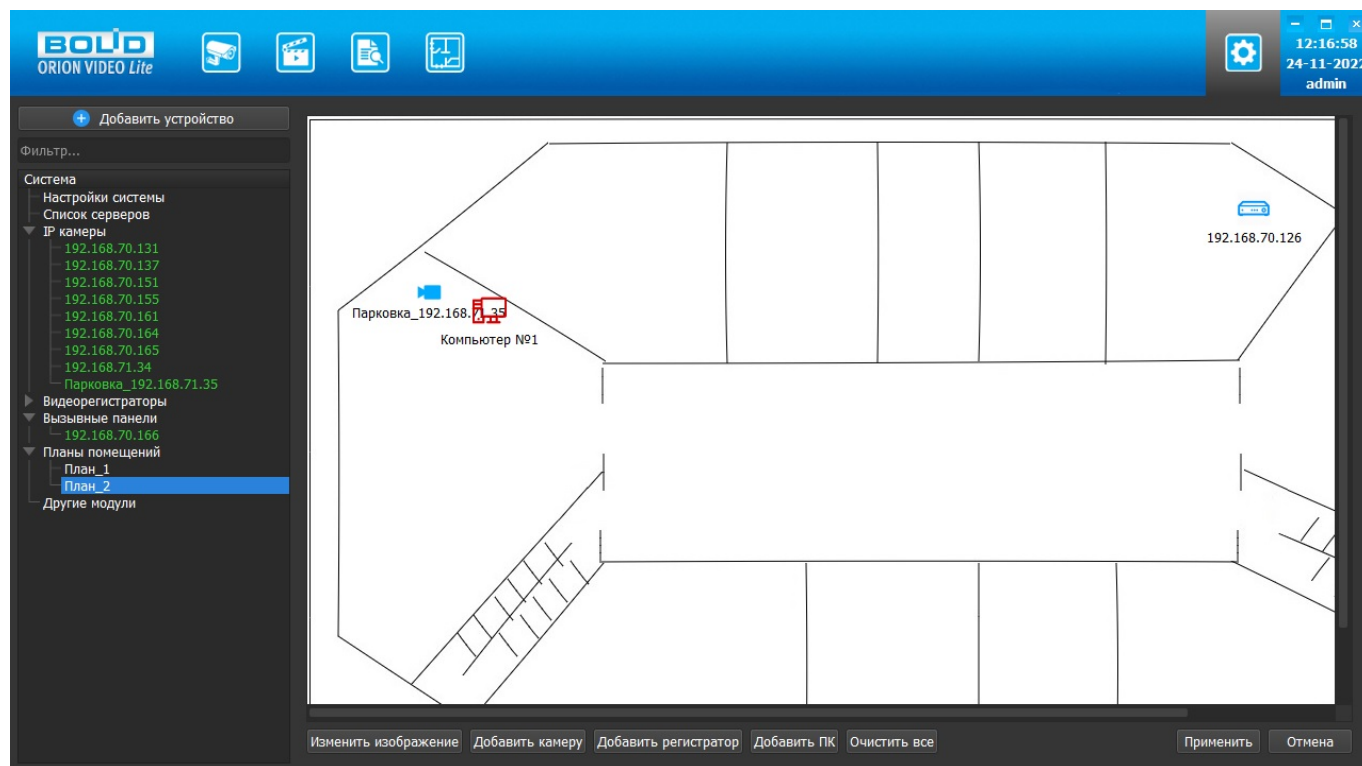 BOLID
ORION VIDEO Lite
12:16:58
24-11-2022
admin
Добавить устройство
Фильтр...
Система
Настройки системы
Список серверов
IP камеры
192.168.70.131
192.168.70.137
192.168.70.151
192.168.70.155
192.168.70.161
192.168.70.164
192.168.70.165
192.168.71.34
Парковка_192.168.71.35
Видеорегистраторы
Вызывные панели
192.168.70.166
Планы помещений
План_1
План_2
Другие модули
192.168.70.126
Парковка_192.168.71.35
Компьютер №1
Изменить изображение Добавить камеру Добавить регистратор Добавить ПК Очистить все Применить Отмена